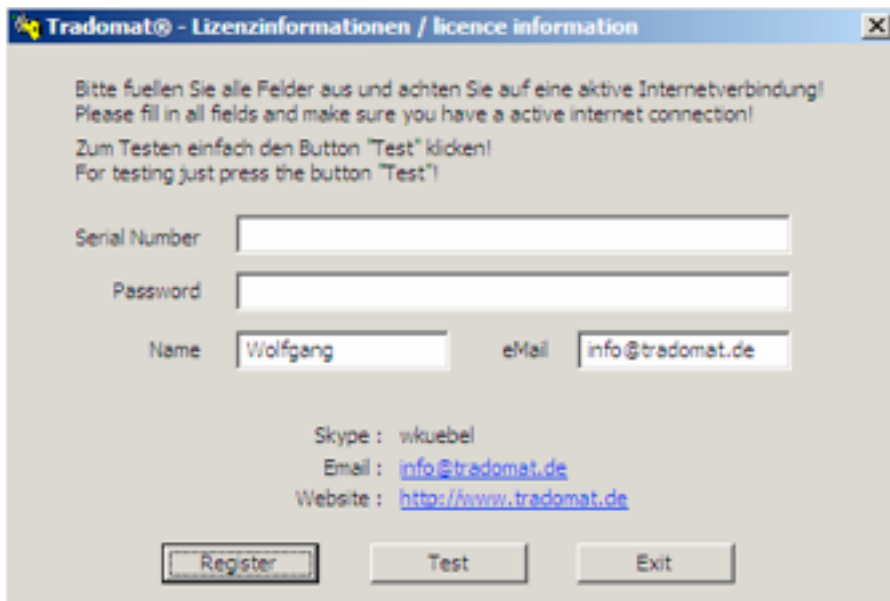 Tradomat® - Lizenzinformationen / licence information
Bitte fuellen Sie alle Felder aus und achten Sie auf eine aktive Internetverbindung!
Please fill in all fields and make sure you have a active internet connection!
Zum Testen einfach den Button "Test" klicken!
For testing just press the button "Test"!
Serial Number
Password
Name Wolfgang eMail info@tradomat.de
Skype : wkuebel
Email : info@tradomat.de
Website : http://www.tradomat.de
Register Test Exit